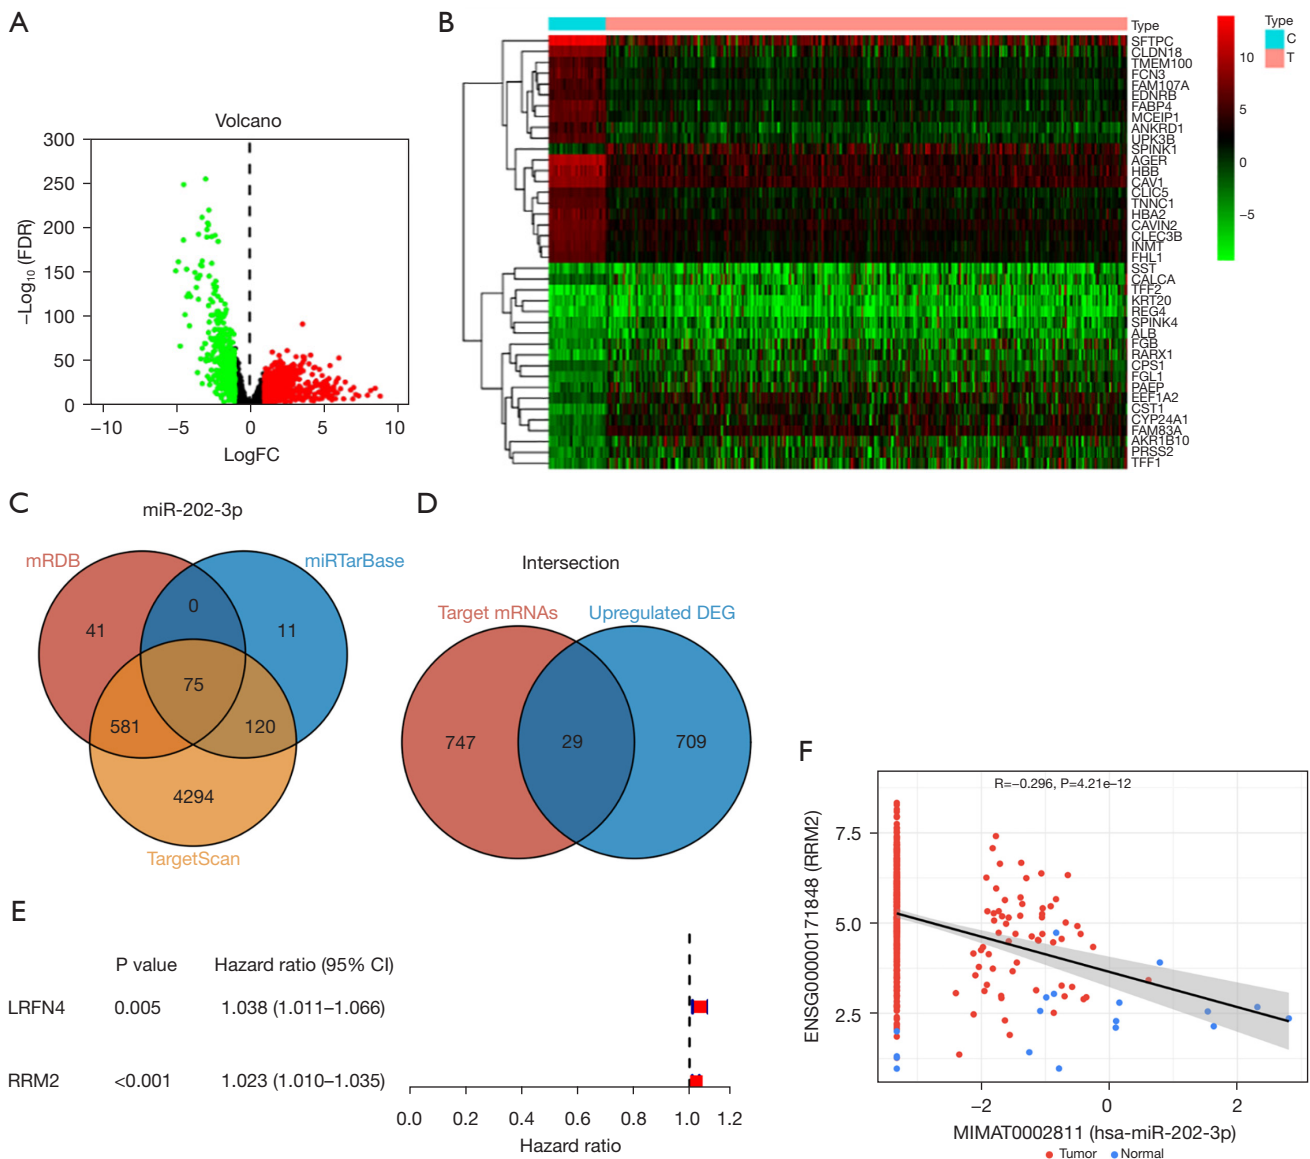 A
Volcano
300
250
200
150
100
50
0
−Log₁₀ (FDR)
−10
−5
0
5
10
LogFC
B
Type
SFTPC
CLDN18
TMEM100
FCN3
FAM107A
EDNRB
FABP4
MCEIP1
ANKRD1
UPK3B
SPINK1
AGER
HBB
CAV1
CLIC5
TNNC1
HBA2
CAVIN2
CLEC3B
INMT
FHL1
SST
CALCA
TFF2
KRT20
REG4
SPINK4
ALB
FGB
RARX1
CPS1
FGL1
PAEP
EEF1A2
CST1
CYP24A1
FAM83A
AKR1B10
PRSS2
TFF1
10
5
0
−5
Type
C
T
C
miR-202-3p
mRDB
miRTarBase
0
41
11
75
581
120
4294
TargetScan
D
Intersection
Target mRNAs
Upregulated DEG
747
29
709
E
P value
Hazard ratio (95% CI)
LRFN4
0.005
1.038 (1.011–1.066)
RRM2
<0.001
1.023 (1.010–1.035)
0.0
0.2
0.4
0.6
0.8
1.0
1.2
Hazard ratio
F
R=−0.296, P=4.21e−12
7.5
5.0
2.5
ENSG00000171848 (RRM2)
−2
0
2
MIMAT0002811 (hsa-miR-202-3p)
Tumor
Normal